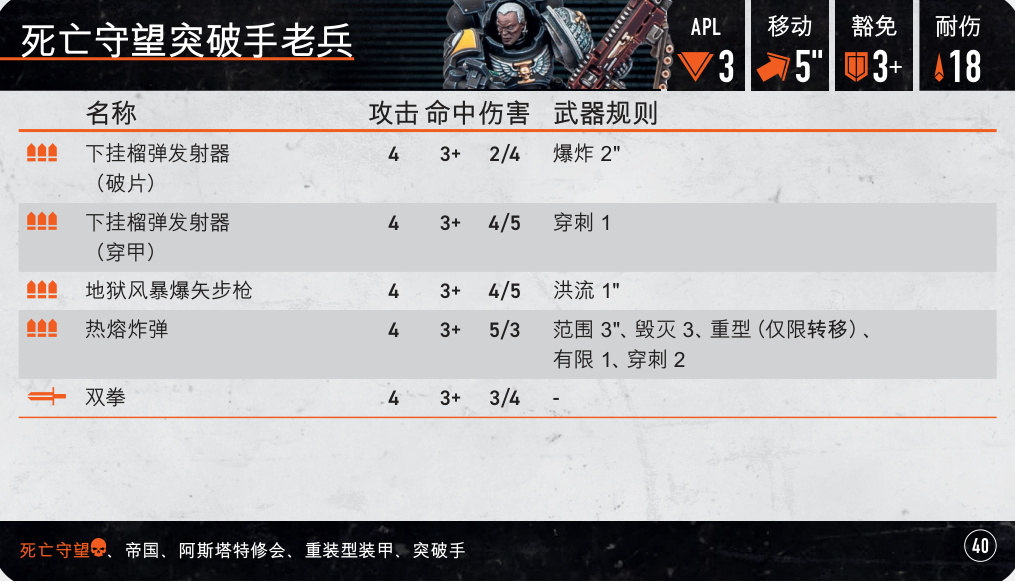 死亡守望突破手老兵
APL 移动 豁免 耐伤
3 5" 3+ 18
名称 攻击 命中 伤害 武器规则
下挂榴弹发射器 4 3+ 2/4 爆炸 2"
（破片）
下挂榴弹发射器 4 3+ 4/5 穿刺 1
（穿甲）
地狱风暴爆矢步枪 4 3+ 4/5 洪流 1"
热熔炸弹 4 3+ 5/3 范围 3"、毁灭 3、重型（仅限转移）、
有限 1、穿刺 2
双拳 4 3+ 3/4 -
死亡守望、帝国、阿斯塔特修会、重装型装甲、突破手
40